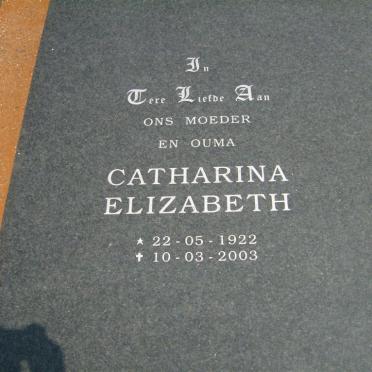 In
Tere Liefde Aan
ONS MOEDER
EN OUMA
CATHARINA
ELIZABETH
★ 22-05-1922
✝ 10-03-2003